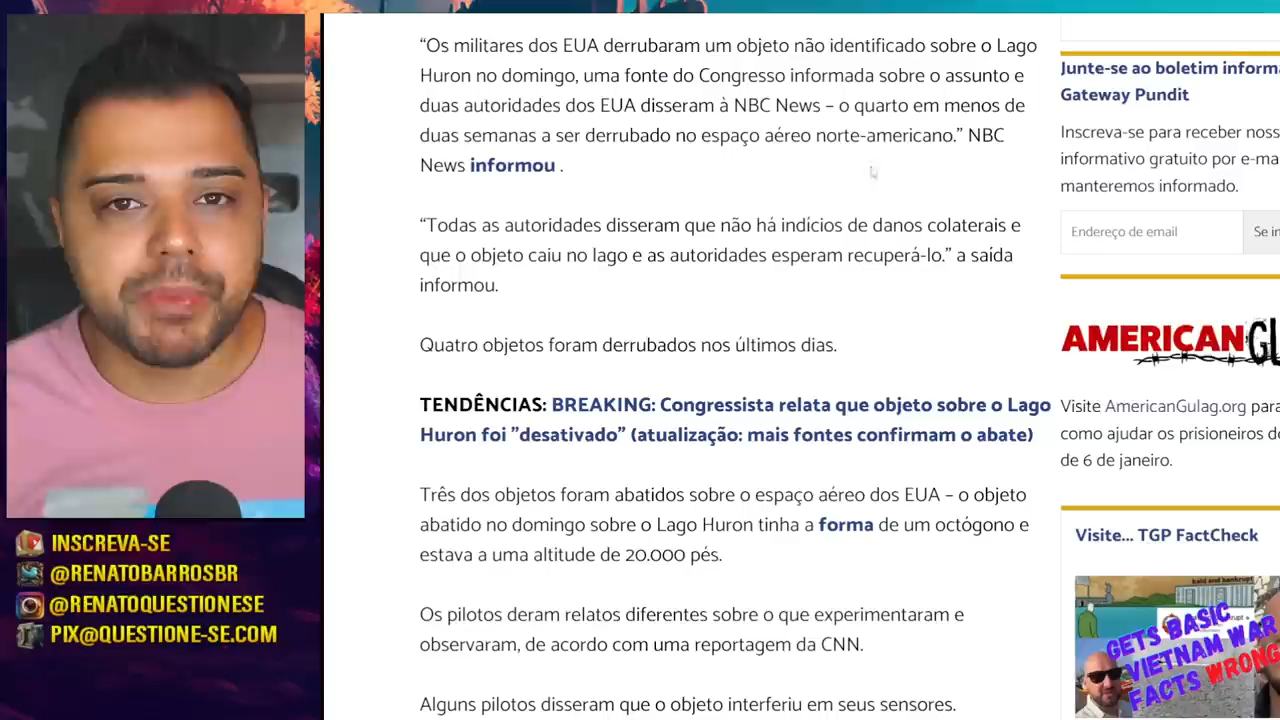 “Os militares dos EUA derrubaram um objeto não identificado sobre o Lago
Huron no domingo, uma fonte do Congresso informada sobre o assunto e
duas autoridades dos EUA disseram à NBC News – o quarto em menos de
duas semanas a ser derrubado no espaço aéreo norte-americano.” NBC
News informou .
“Todas as autoridades disseram que não há indícios de danos colaterais e
que o objeto caiu no lago e as autoridades esperam recuperá-lo.” a saída
informou.
Quatro objetos foram derrubados nos últimos dias.
TENDÊNCIAS: BREAKING: Congressista relata que objeto sobre o Lago
Huron foi ”desativado” (atualização: mais fontes confirmam o abate)
Três dos objetos foram abatidos sobre o espaço aéreo dos EUA – o objeto
abatido no domingo sobre o Lago Huron tinha a forma de um octógono e
estava a uma altitude de 20.000 pés.
Os pilotos deram relatos diferentes sobre o que experimentaram e
observaram, de acordo com uma reportagem da CNN.
Alguns pilotos disseram que o objeto interferiu em seus sensores.
Junte-se ao boletim informa
Gateway Pundit
Inscreva-se para receber noss
informativo gratuito por e-ma
manteremos informado.
Endereço de email
Se in
AMERICANGU
Visite AmericanGulag.org para
como ajudar os prisioneiros de
de 6 de janeiro.
Visite... TGP FactCheck
bald and bankrupt
GETS BASIC
VIETNAM WAR
FACTS WRONG
INSCREVA-SE
@RENATOBARROSBR
@RENATOQUESTIONESE
PIX@QUESTIONE-SE.COM